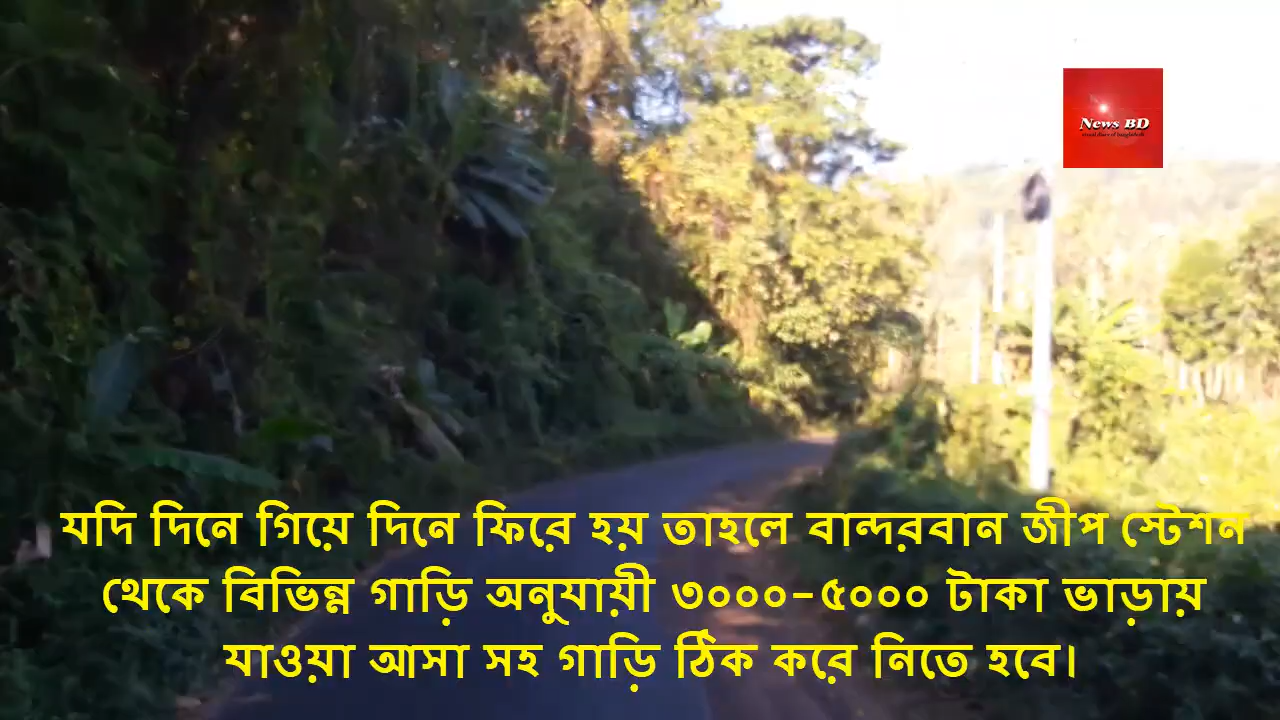 News BD
যদি দিনে গিয়ে দিনে ফিরে হয় তাহলে বান্দরবান জীপ স্টেশন
থেকে বিভিন্ন গাড়ি অনুযায়ী ৩০০০-৫০০০ টাকা ভাড়ায়
যাওয়া আসা সহ গাড়ি ঠিক করে নিতে হবে।